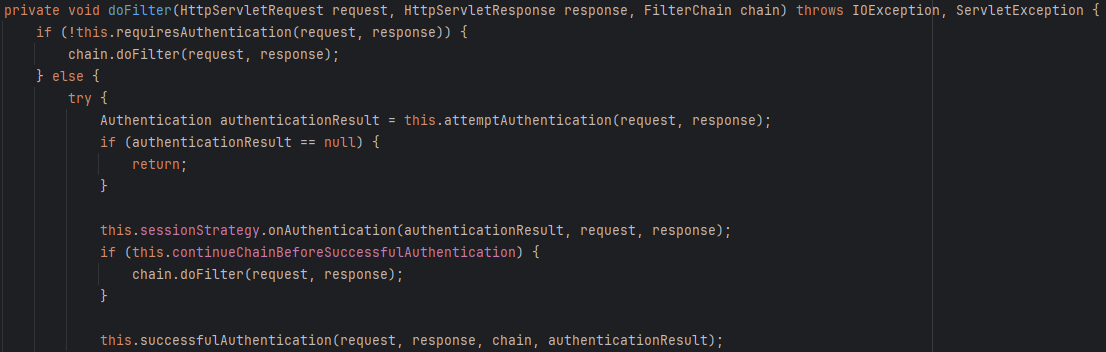 private void doFilter(HttpServletRequest request, HttpServletResponse response, FilterChain chain) throws IOException, ServletException {
if (!this.requiresAuthentication(request, response)) {
chain.doFilter(request, response);
} else {
try {
Authentication authenticationResult = this.attemptAuthentication(request, response);
if (authenticationResult == null) {
return;
}
this.sessionStrategy.onAuthentication(authenticationResult, request, response);
if (this.continueChainBeforeSuccessfulAuthentication) {
chain.doFilter(request, response);
}
this.successfulAuthentication(request, response, chain, authenticationResult);